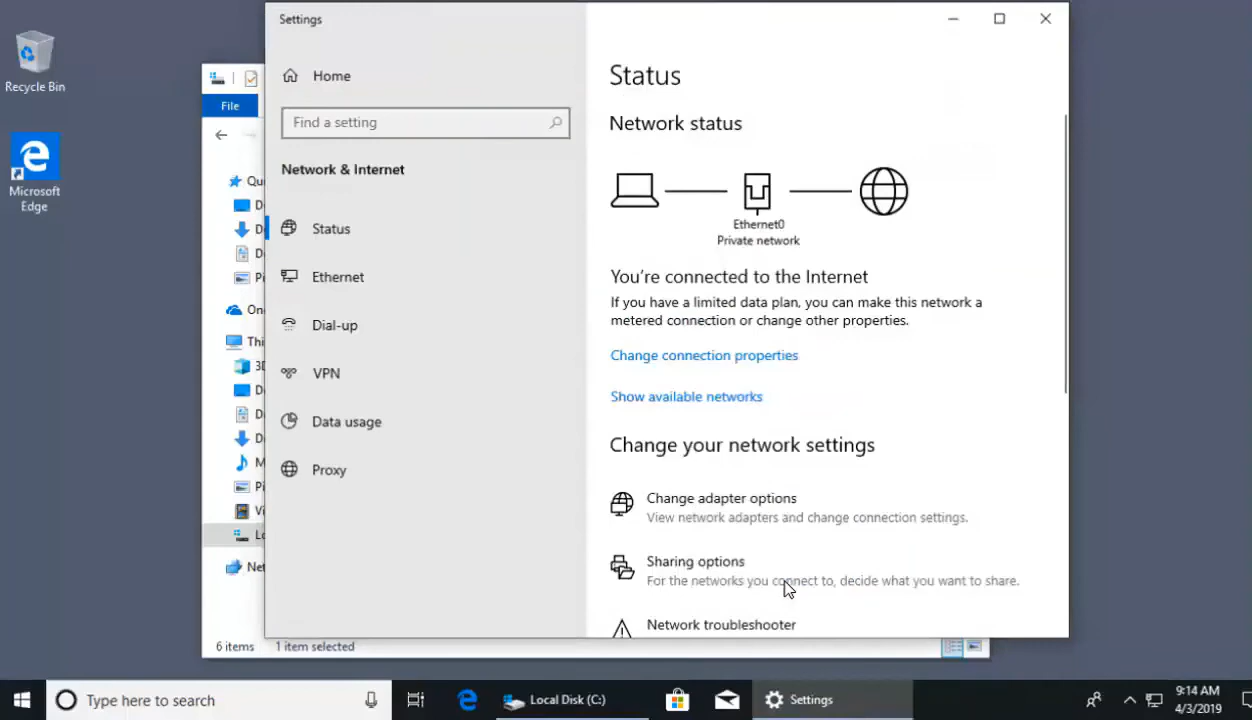 Recycle Bin
Microsoft
Edge
File
6 items 1 item selected
Settings
Home
Find a setting
Network & Internet
Status
Ethernet
Dial-up
VPN
Data usage
Proxy
Status
Network status
Ethernet0
Private network
You're connected to the Internet
If you have a limited data plan, you can make this network a
metered connection or change other properties.
Change connection properties
Show available networks
Change your network settings
Change adapter options
View network adapters and change connection settings.
Sharing options
For the networks you connect to, decide what you want to share.
Network troubleshooter
Type here to search
Local Disk (C:)
Settings
9:14 AM
4/3/2019